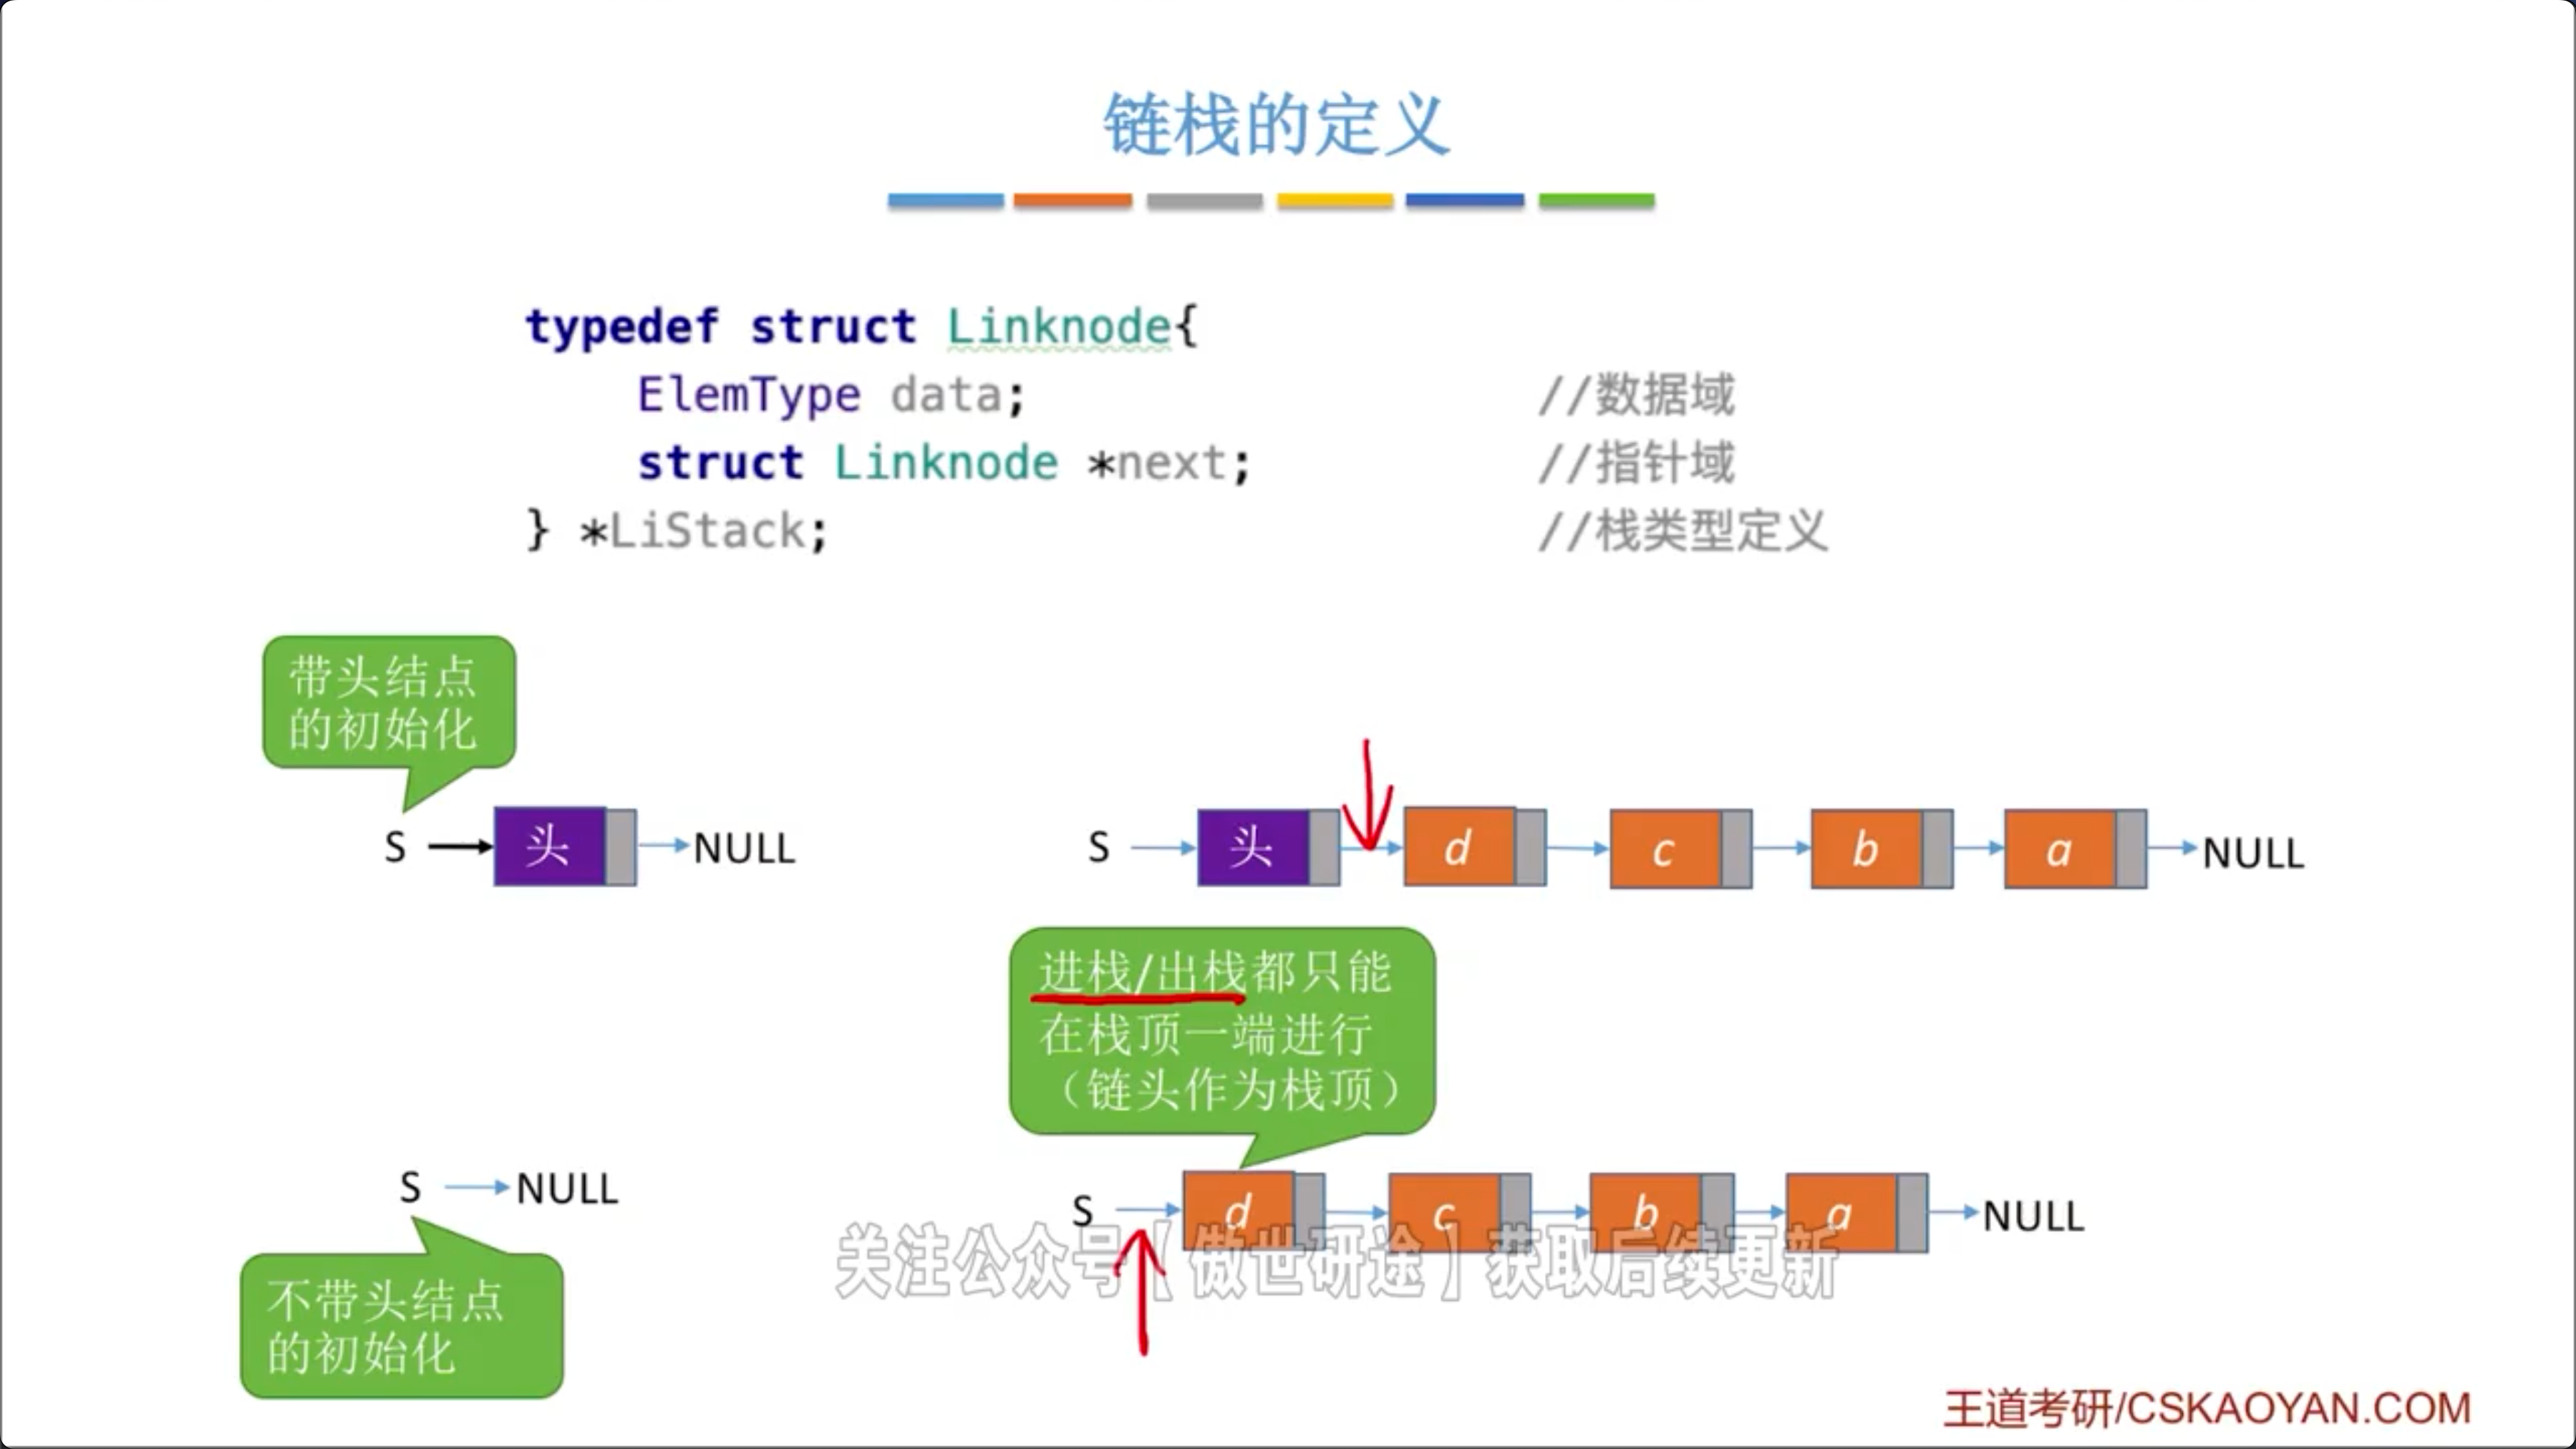 链栈的定义
typedef struct Linknode{
ElemType data; //数据域
struct Linknode *next; //指针域
} *LiStack; //栈类型定义
带头结点
的初始化
S 头 NULL
S 头 d c b a NULL
进栈/出栈都只能
在栈顶一端进行
（链头作为栈顶）
S NULL
S d c b a NULL
关注公众号【傲世研途】获取后续更新
不带头结点
的初始化
王道考研/CSKAOYAN.COM